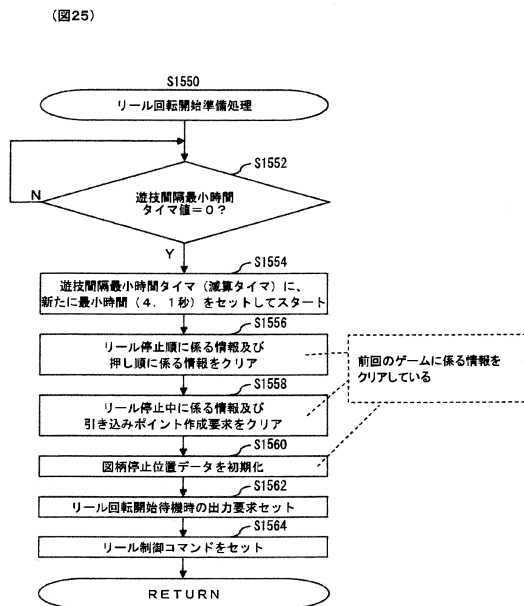 (図25)
S1550
リール回転開始準備処理
S1552
N
遊技間隔最小時間
タイマ値=0?
Y
S1554
遊技間隔最小時間タイマ(減算タイマ)に、
新たに最小時間(4.1秒)をセットしてスタート
S1556
リール停止順に係る情報及び
押し順に係る情報をクリア
前回のゲームに係る情報を
クリアしている
S1558
リール停止中に係る情報及び
引き込みポイント作成要求をクリア
S1560
図柄停止位置データを初期化
S1562
リール回転開始待機時の出力要求セット
S1564
リール制御コマンドをセット
RETURN